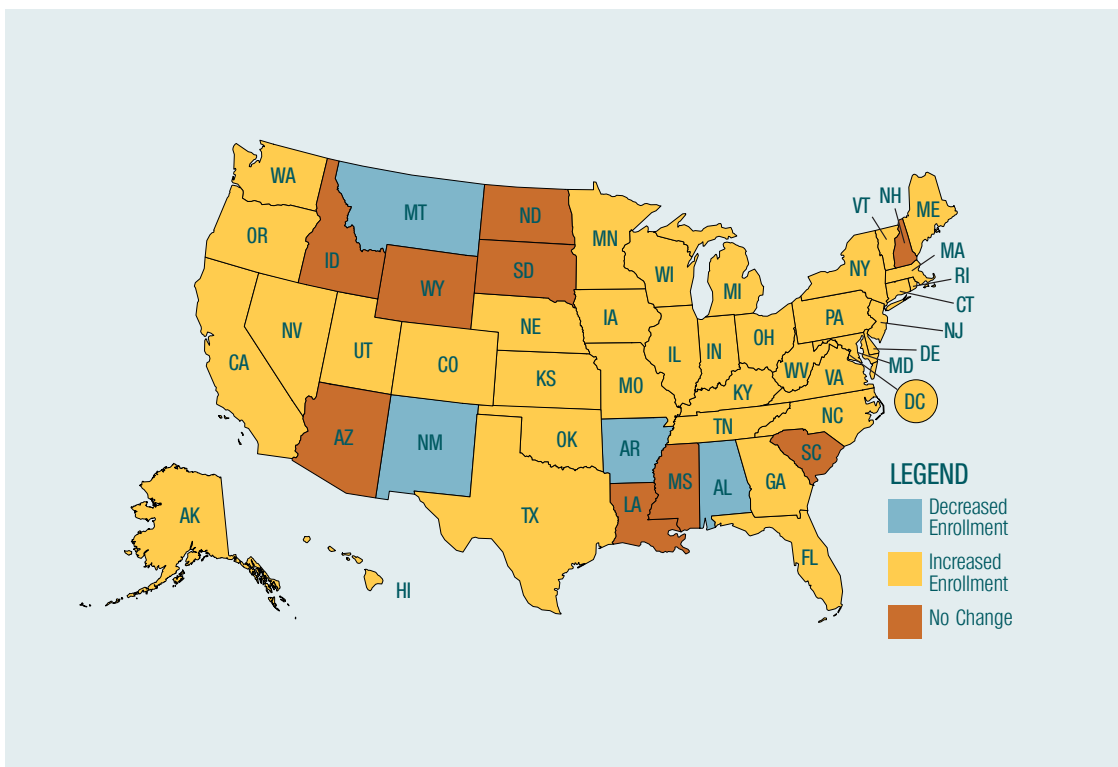 WA
MT
ND
MN
VT
NH
ME
OR
ID
SD
WI
MI
NY
MA
RI
WY
CT
NJ
NE
IA
PA
NV
UT
CO
IL
IN
OH
DE
MD
CA
KS
MO
WV
VA
KY
DC
AZ
NM
OK
AR
TN
NC
SC
MS
AL
GA
LA
TX
AK
FL
HI
LEGEND
Decreased
Enrollment
Increased
Enrollment
No Change